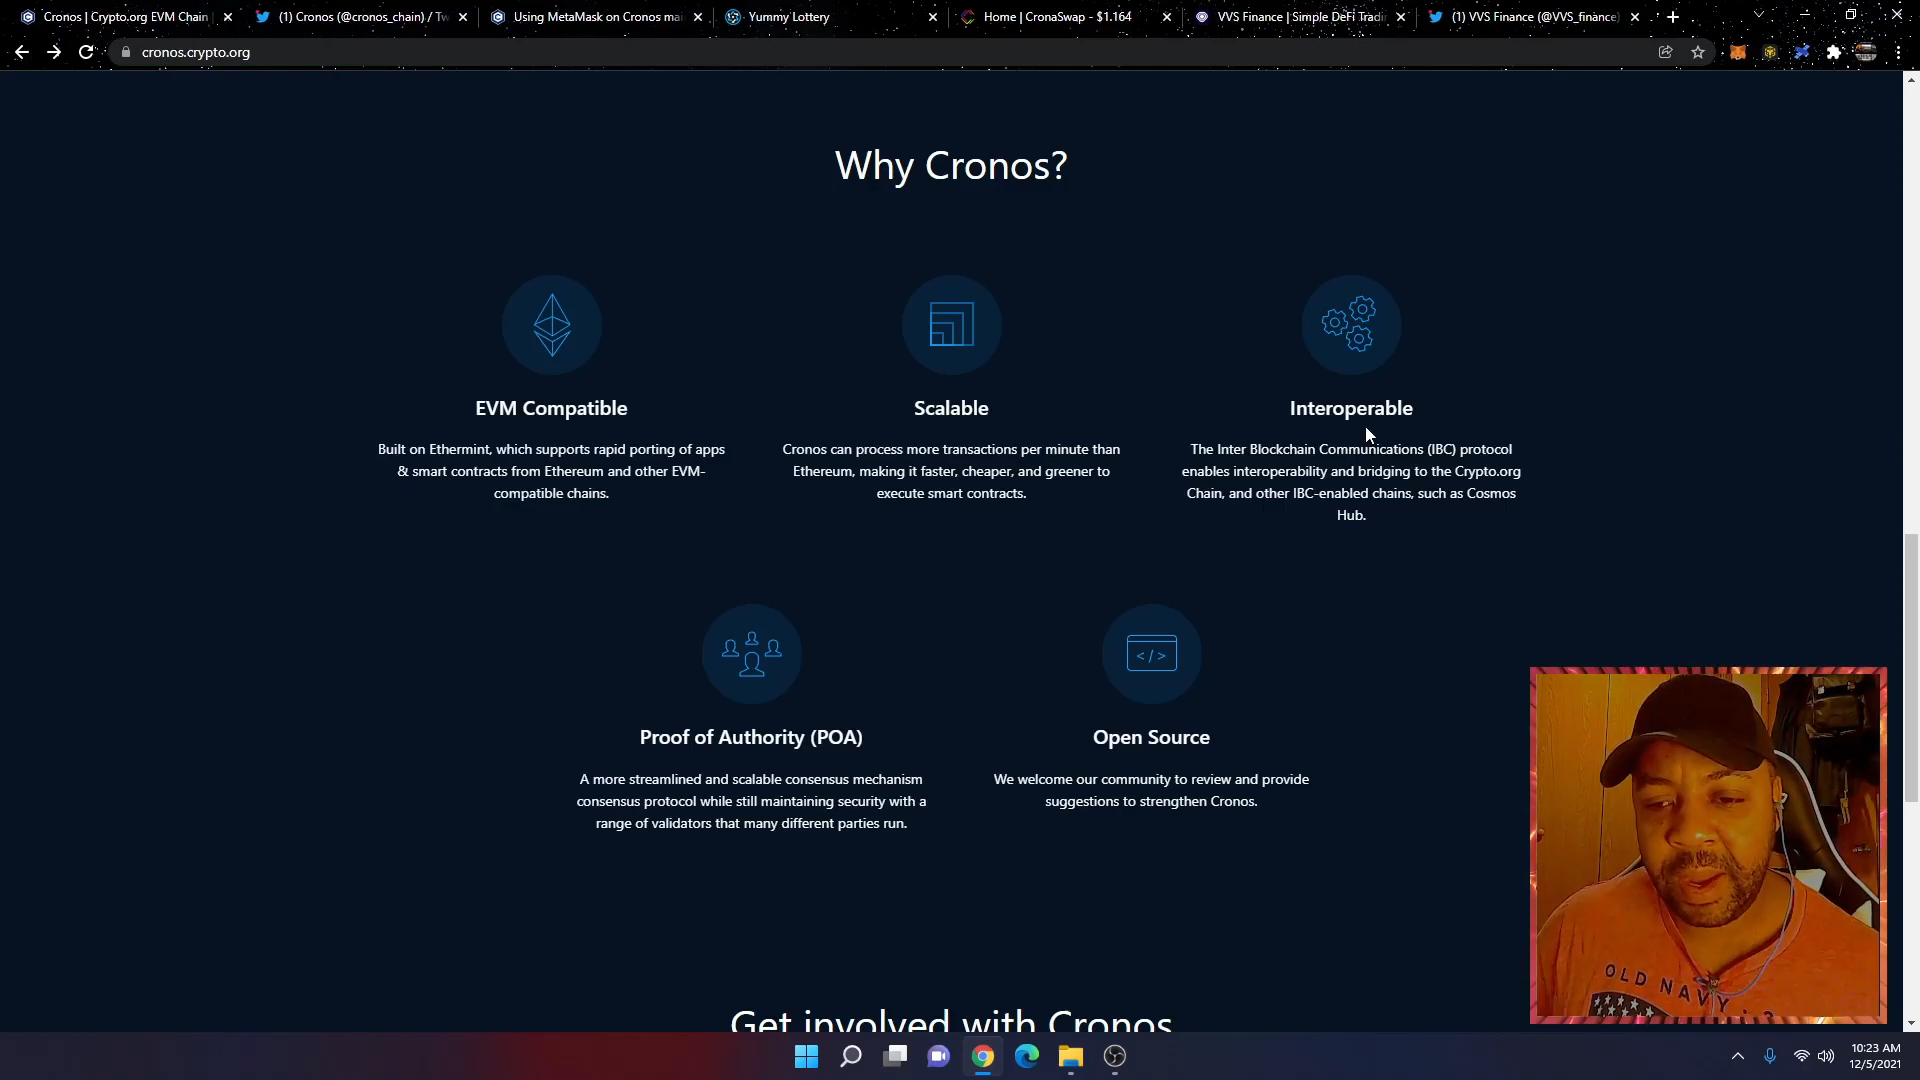 Cronos | Crypto.org EVM Chain
(1) Cronos (@cronos_chain) / Tw
Using MetaMask on Cronos mai
Yummy Lottery
Home | CronaSwap - $1.164
VVS Finance | Simple DeFi Tradi
(1) VVS Finance (@VVS_finance)
cronos.crypto.org
Why Cronos?
EVM Compatible
Built on Ethermint, which supports rapid porting of apps
& smart contracts from Ethereum and other EVM-
compatible chains.
Scalable
Cronos can process more transactions per minute than
Ethereum, making it faster, cheaper, and greener to
execute smart contracts.
Interoperable
The Inter Blockchain Communications (IBC) protocol
enables interoperability and bridging to the Crypto.org
Chain, and other IBC-enabled chains, such as Cosmos
Hub.
Proof of Authority (POA)
A more streamlined and scalable consensus mechanism
consensus protocol while still maintaining security with a
range of validators that many different parties run.
Open Source
We welcome our community to review and provide
suggestions to strengthen Cronos.
Get involved with Cronos
OLD NAVY
10:23 AM
12/5/2021